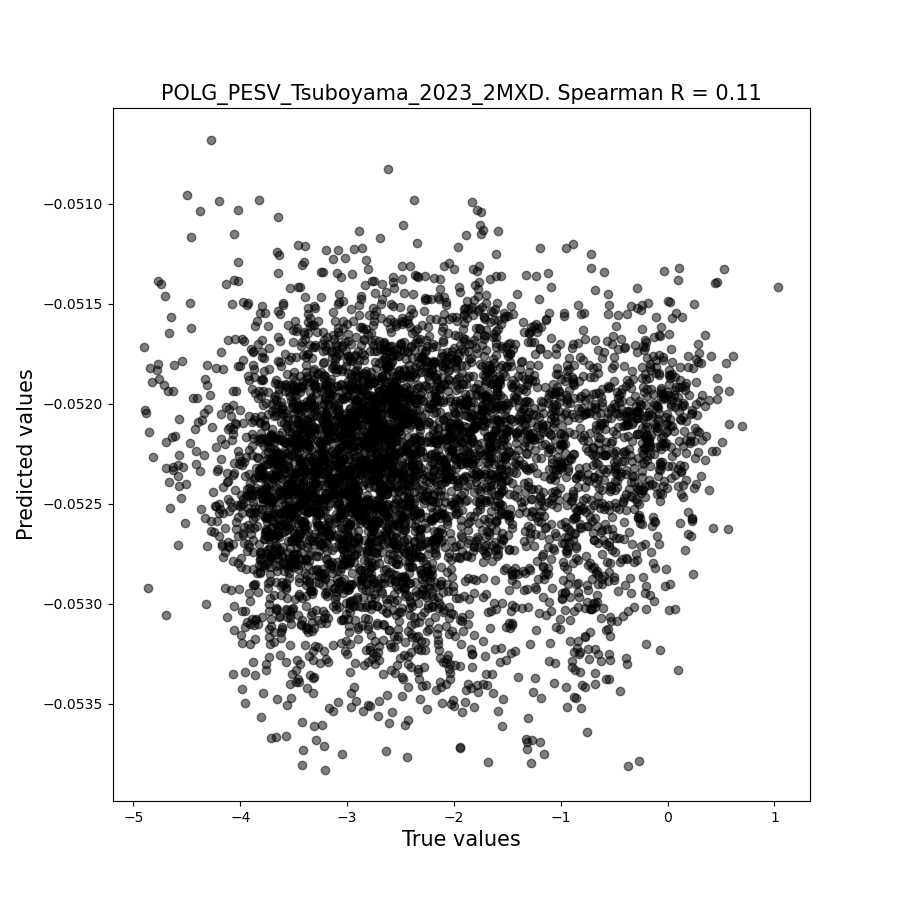 POLG_PESV_Tsuboyama_2023_2MXD. Spearman R = 0.11
Predicted values
−0.0510
−0.0515
−0.0520
−0.0525
−0.0530
−0.0535
−5 −4 −3 −2 −1 0 1
True values